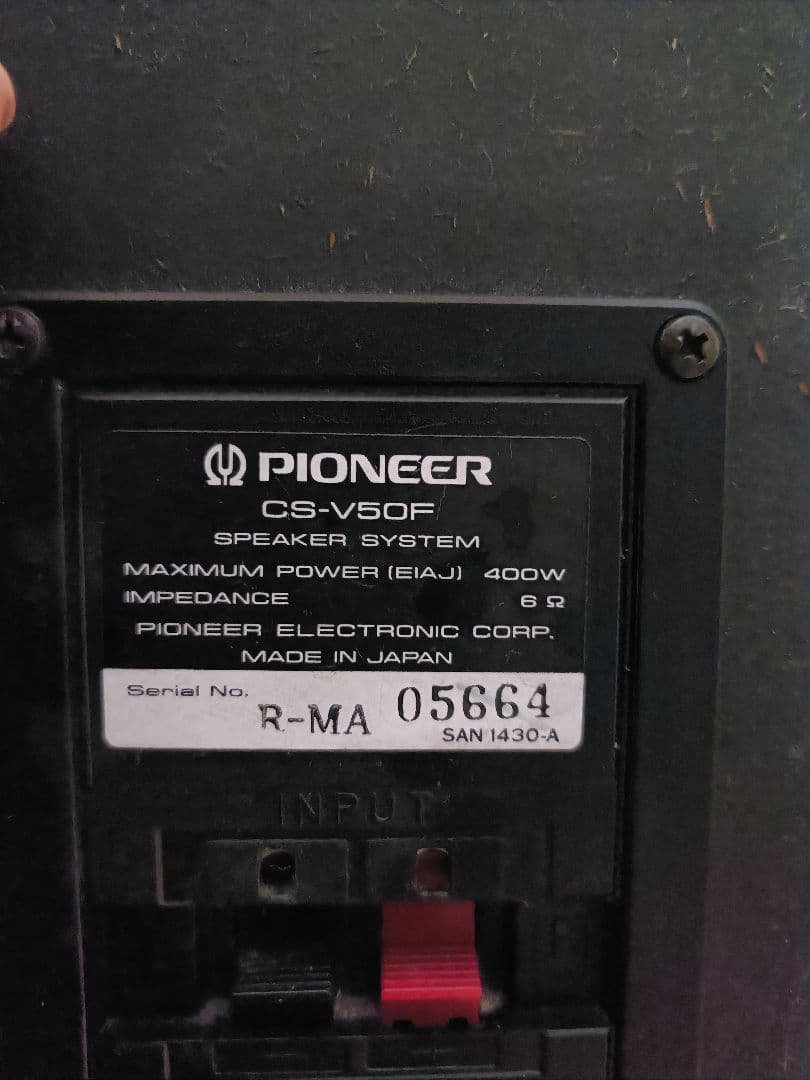 PIONEER
CS-V50F
SPEAKER SYSTEM
MAXIMUM POWER (EIAJ) 400W
IMPEDANCE 6 Ω
PIONEER ELECTRONIC CORP.
MADE IN JAPAN
Serial No. R-MA 05664
SAN 1430-A
INPUT